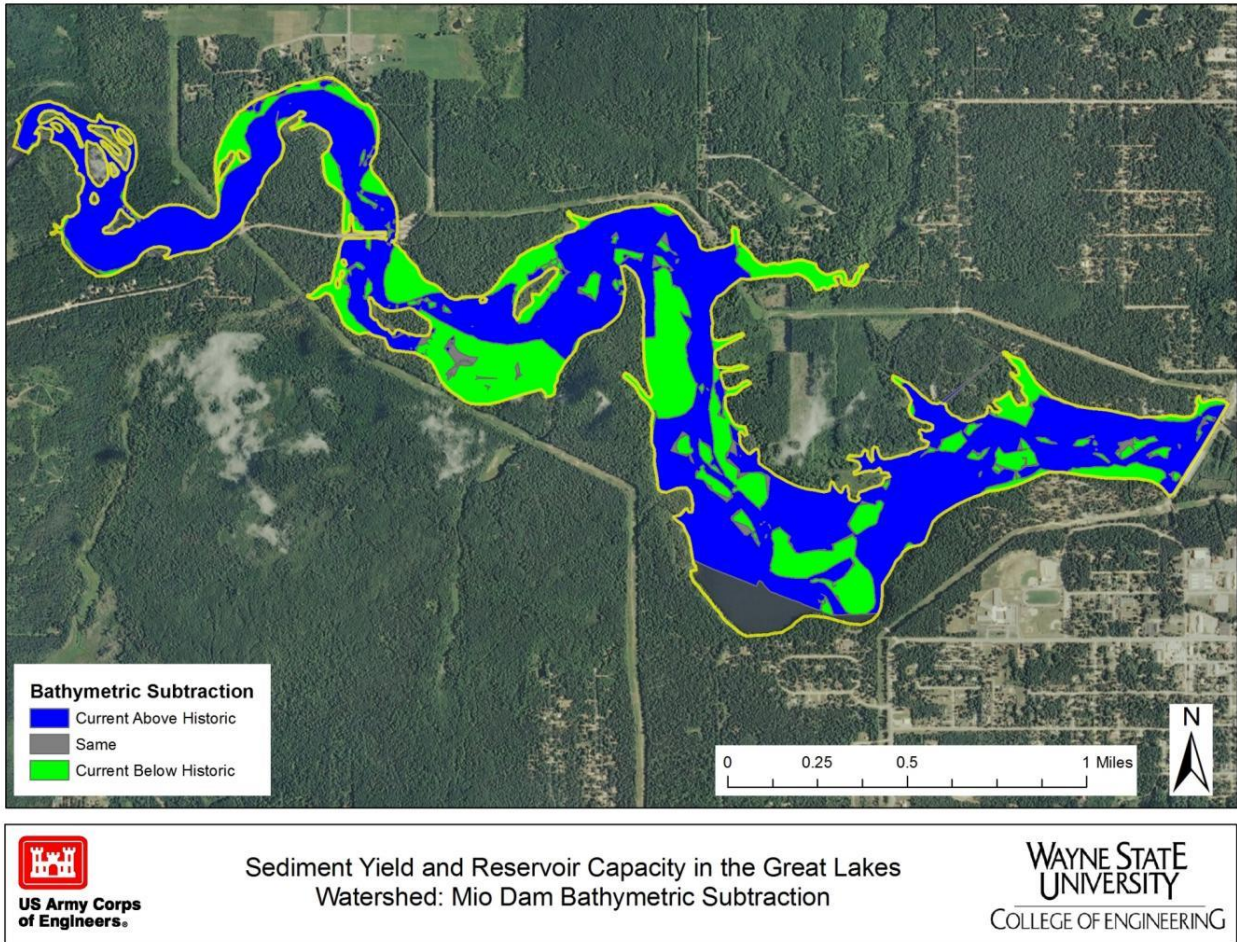 Bathymetric Subtraction
Current Above Historic
Same
Current Below Historic
N
0 0.25 0.5 1 Miles
US Army Corps
of Engineers®
Sediment Yield and Reservoir Capacity in the Great Lakes
Watershed: Mio Dam Bathymetric Subtraction
WAYNE STATE
UNIVERSITY
COLLEGE OF ENGINEERING